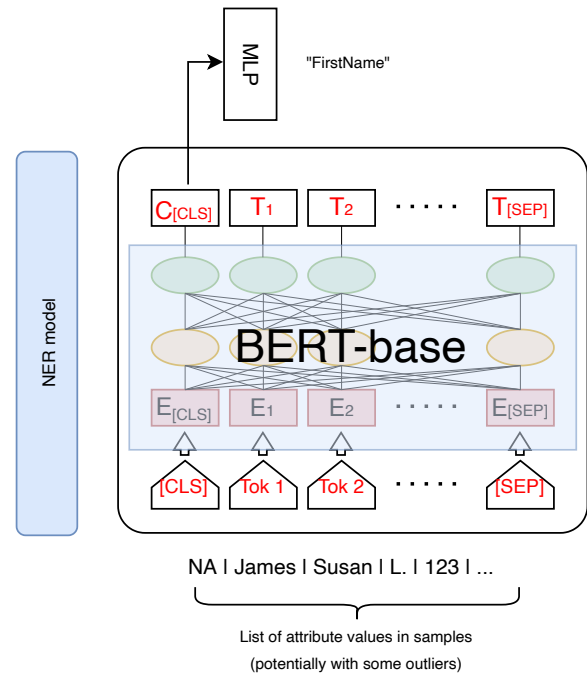 MLP
"FirstName"
NER model
C[CLS] T1 T2 ..... T[SEP]
BERT-base
E[CLS] E1 E2 ..... E[SEP]
[CLS] Tok 1 Tok 2 ..... [SEP]
NA | James | Susan | L. | 123 | ...
List of attribute values in samples
(potentially with some outliers)